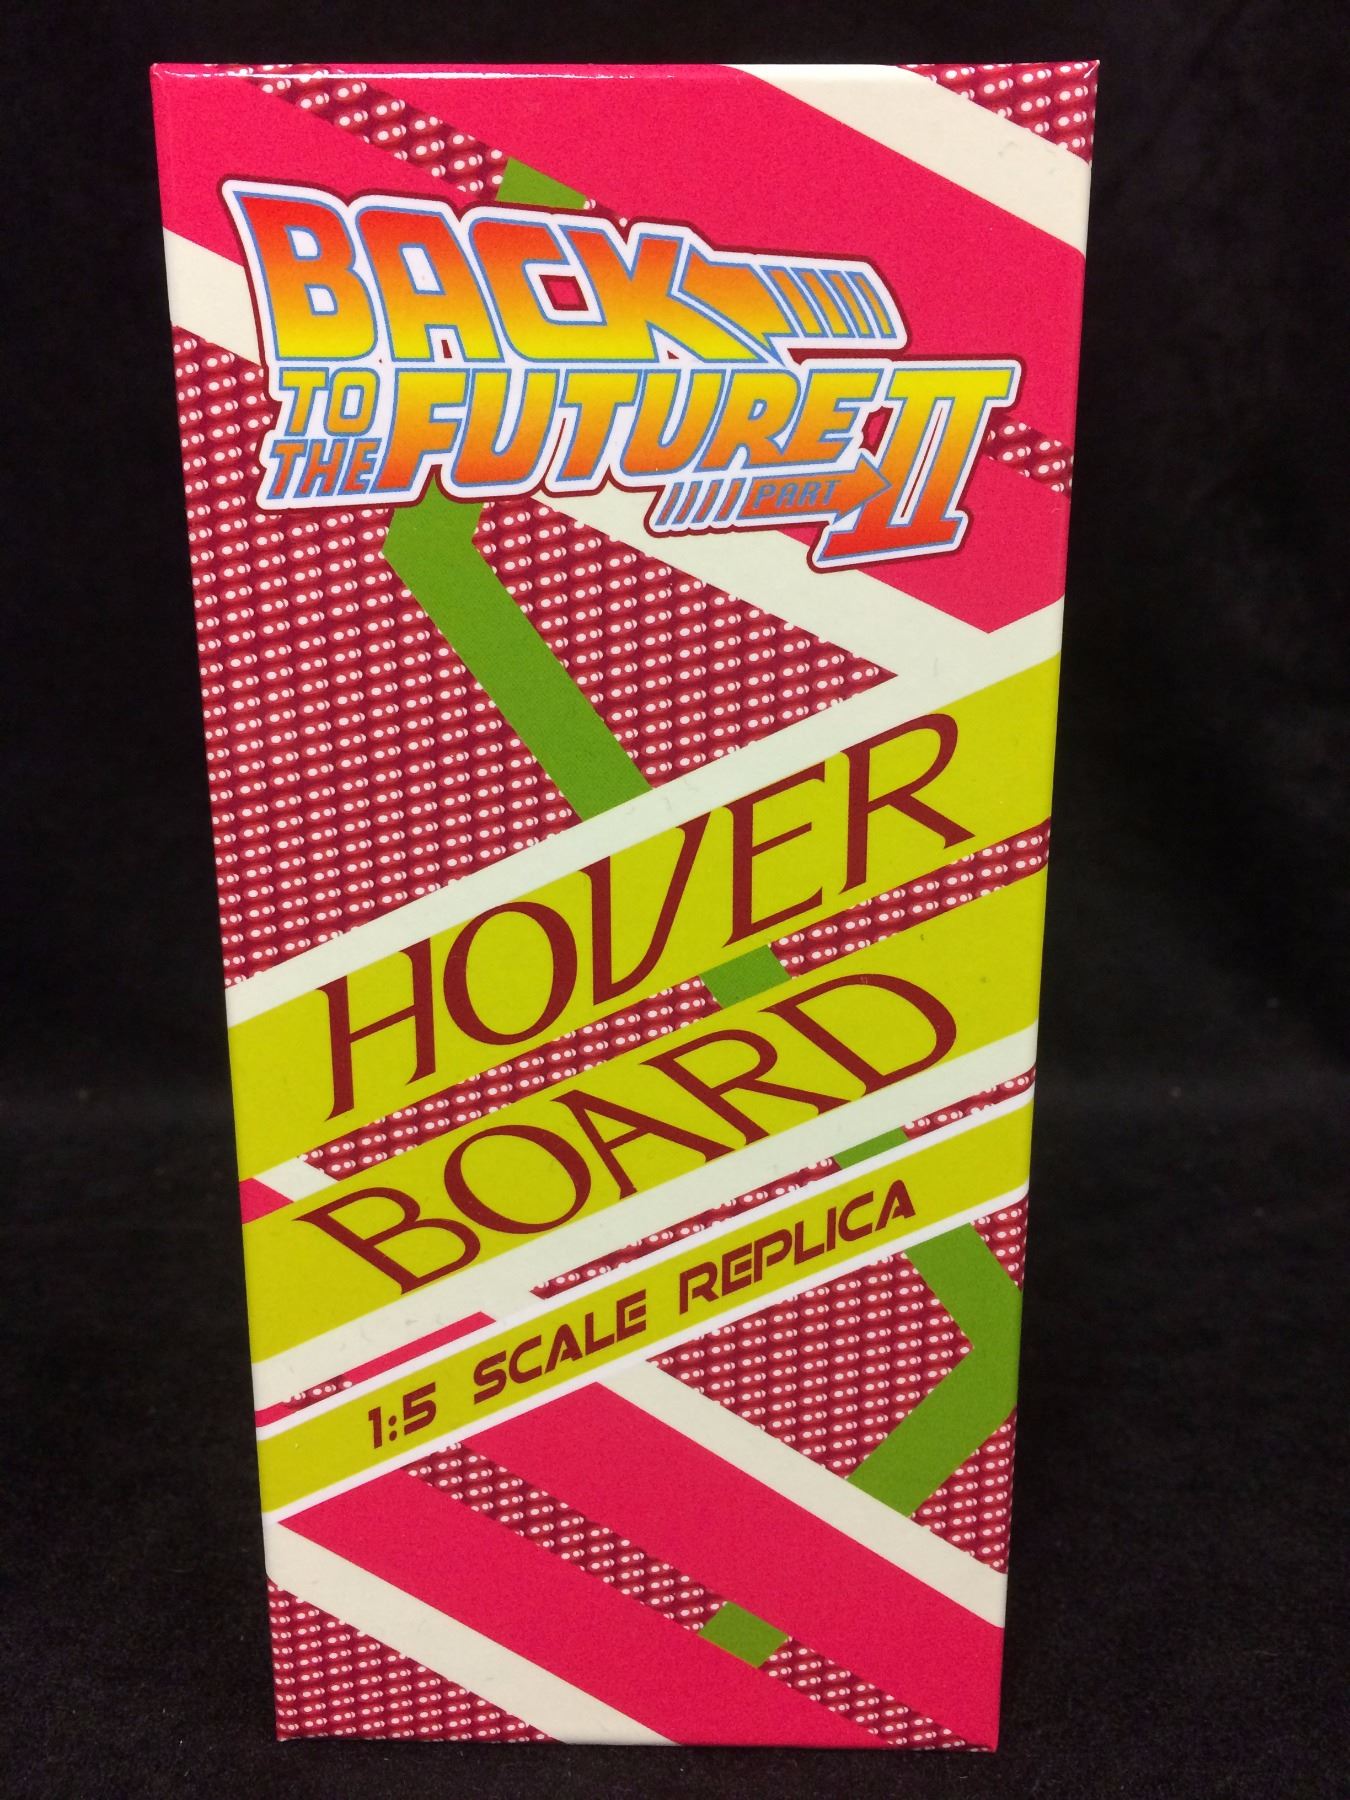 BACK
TO THE FUTURE
PART II
HOVER
BOARD
1:5 SCALE REPLICA